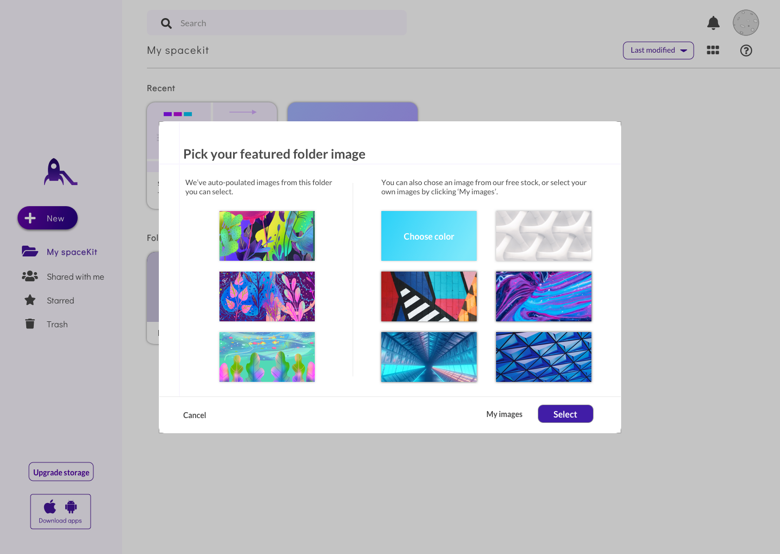 Search
My spacekit
Last modified
Recent
Pick your featured folder image
We've auto-poulated images from this folder
you can select.
You can also chose an image from our free stock, or select your
own images by clicking 'My images'.
Choose color
Cancel
My images
Select
New
My spaceKit
Shared with me
Starred
Trash
Fol
Upgrade storage
Download apps